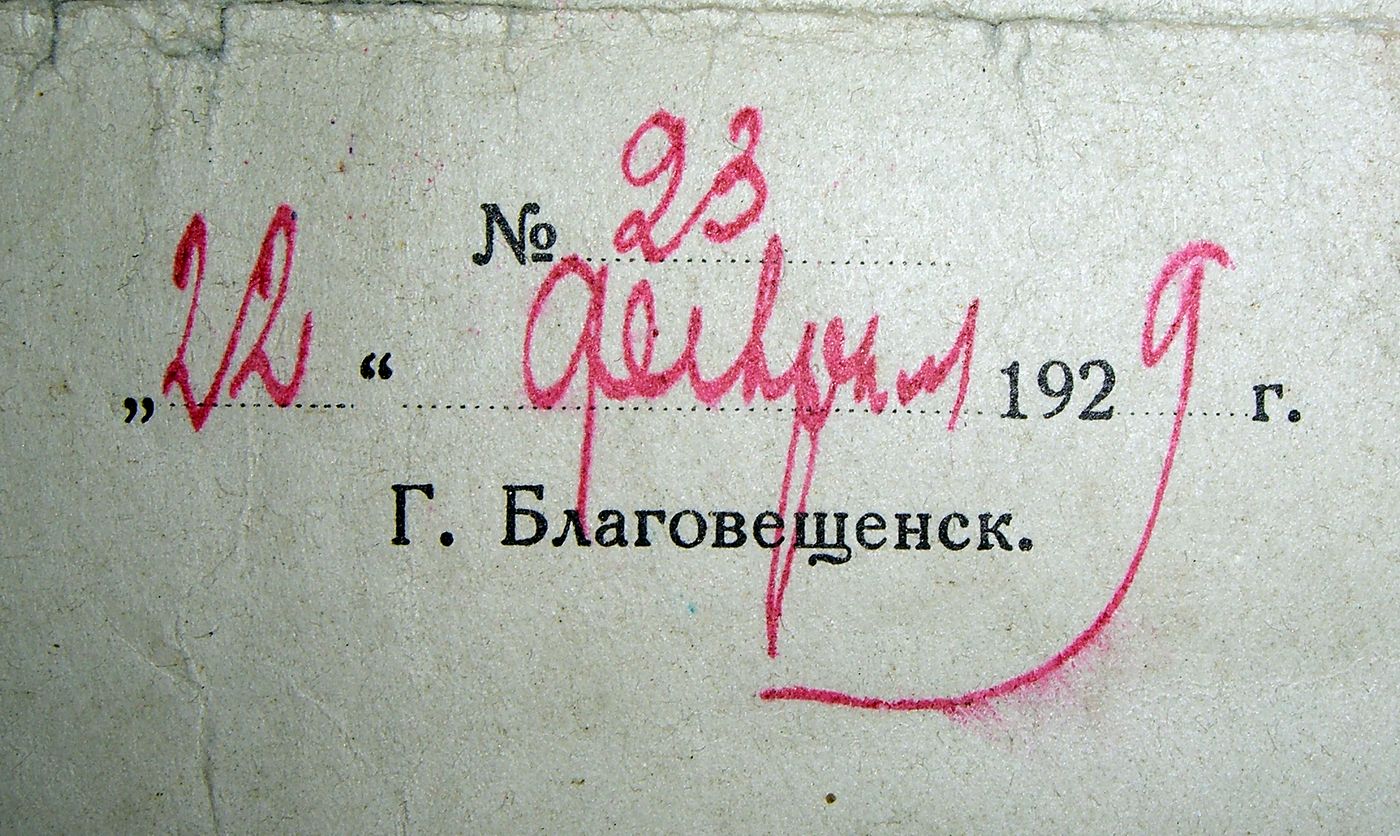 № 23
„22“ февраля 1929 г.
Г. Благовещенск.